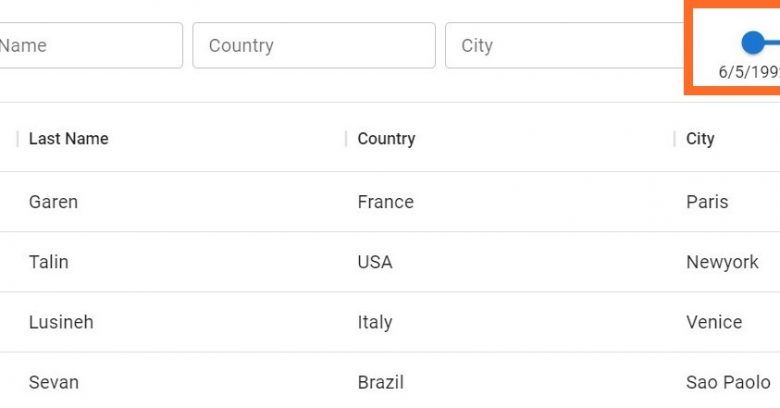 Name Country City
6/5/199
Last Name Country City
Garen France Paris
Talin USA Newyork
Lusineh Italy Venice
Sevan Brazil Sao Paolo